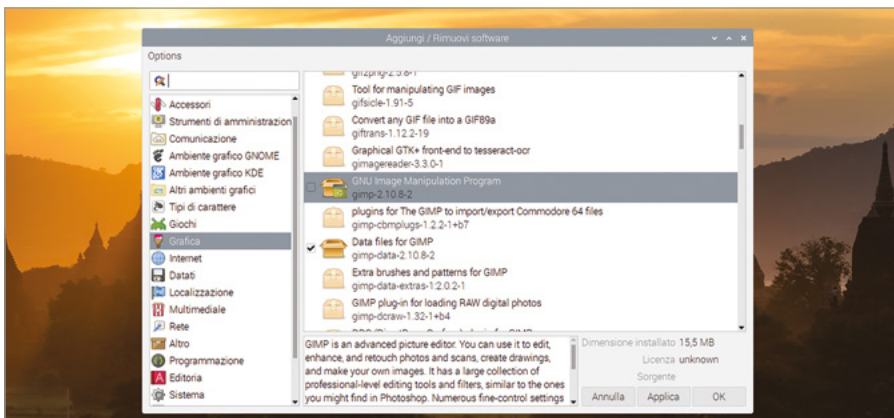 Aggiungi / Rimuovi software
Options
Accessori
Strumenti di amministrazion
Comunicazione
Ambiente grafico GNOME
Ambiente grafico KDE
Altri ambienti grafici
Tipi di carattere
Giochi
Grafica
Internet
Datati
Localizzazione
Multimediale
Rete
Altro
Programmazione
Editoria
Sistema
gif2png-2.5.8-1
Tool for manipulating GIF images
gifsicle-1.91-5
Convert any GIF file into a GIF89a
giftrans-1.12.2-19
Graphical GTK+ front-end to tesseract-ocr
gimagereader-3.3.0-1
GNU Image Manipulation Program
gimp-2.10.8-2
plugins for The GIMP to import/export Commodore 64 files
gimp-cbmplugs-1.2.2-1+b7
Data files for GIMP
gimp-data-2.10.8-2
Extra brushes and patterns for GIMP
gimp-data-extras-1:2.0.2-1
GIMP plug-in for loading RAW digital photos
gimp-dcraw-1.32-1+b4
GIMP is an advanced picture editor. You can use it to edit,
enhance, and retouch photos and scans, create drawings,
and make your own images. It has a large collection of
professional-level editing tools and filters, similar to the ones
you might find in Photoshop. Numerous fine-control settings
Dimensione installato 15,5 MB
Licenza unknown
Sorgente
Annulla Applica OK